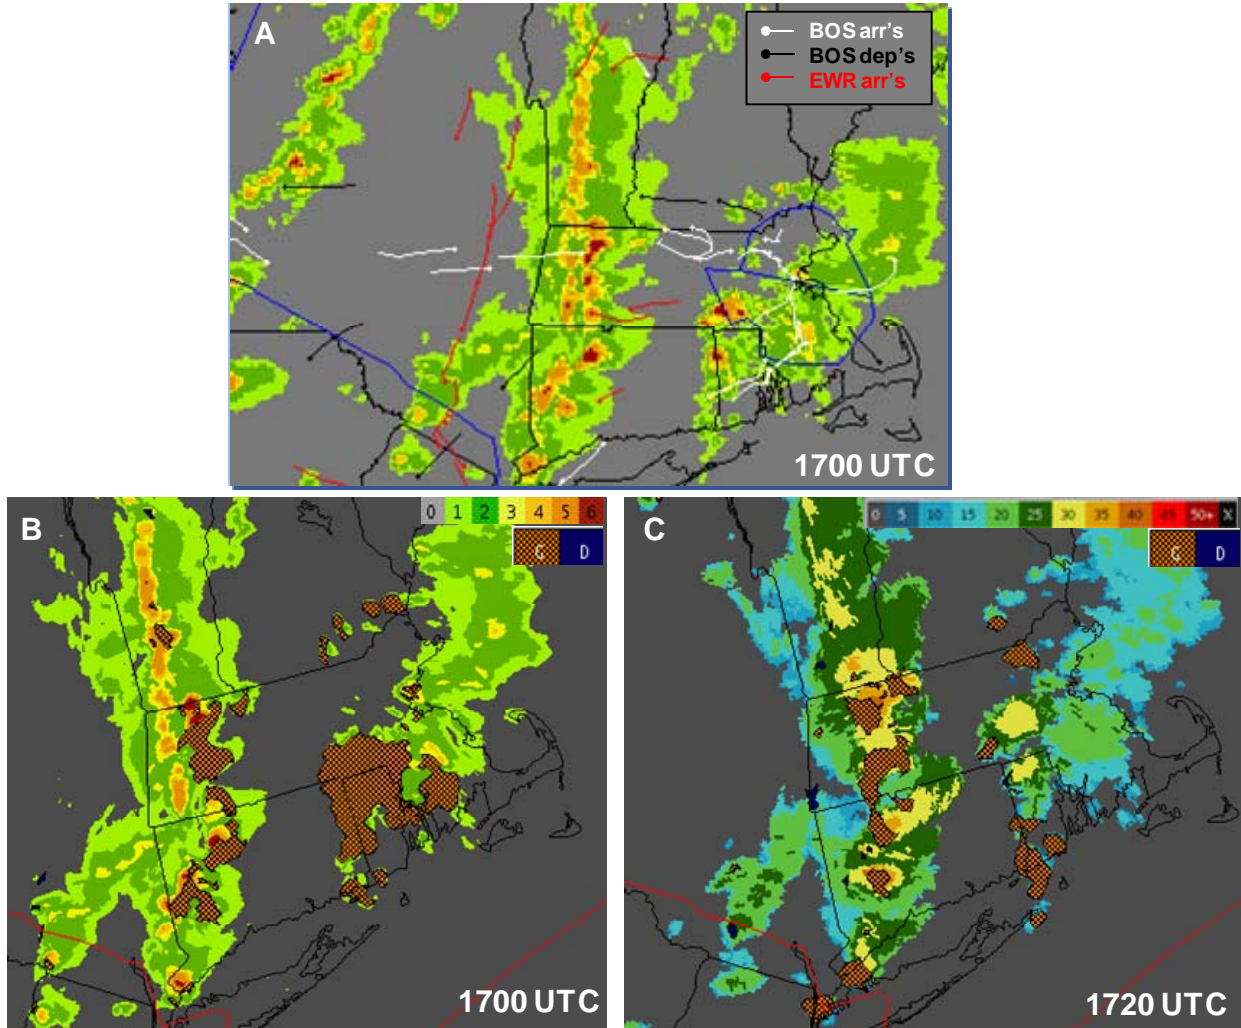 A
BOS arr's
BOS dep's
EWR arr's
1700 UTC
B
0 1 2 3 4 5 6
G D
1700 UTC
C
0 5 10 15 20 25 30 35 40 45 50+ X
G D
1720 UTC